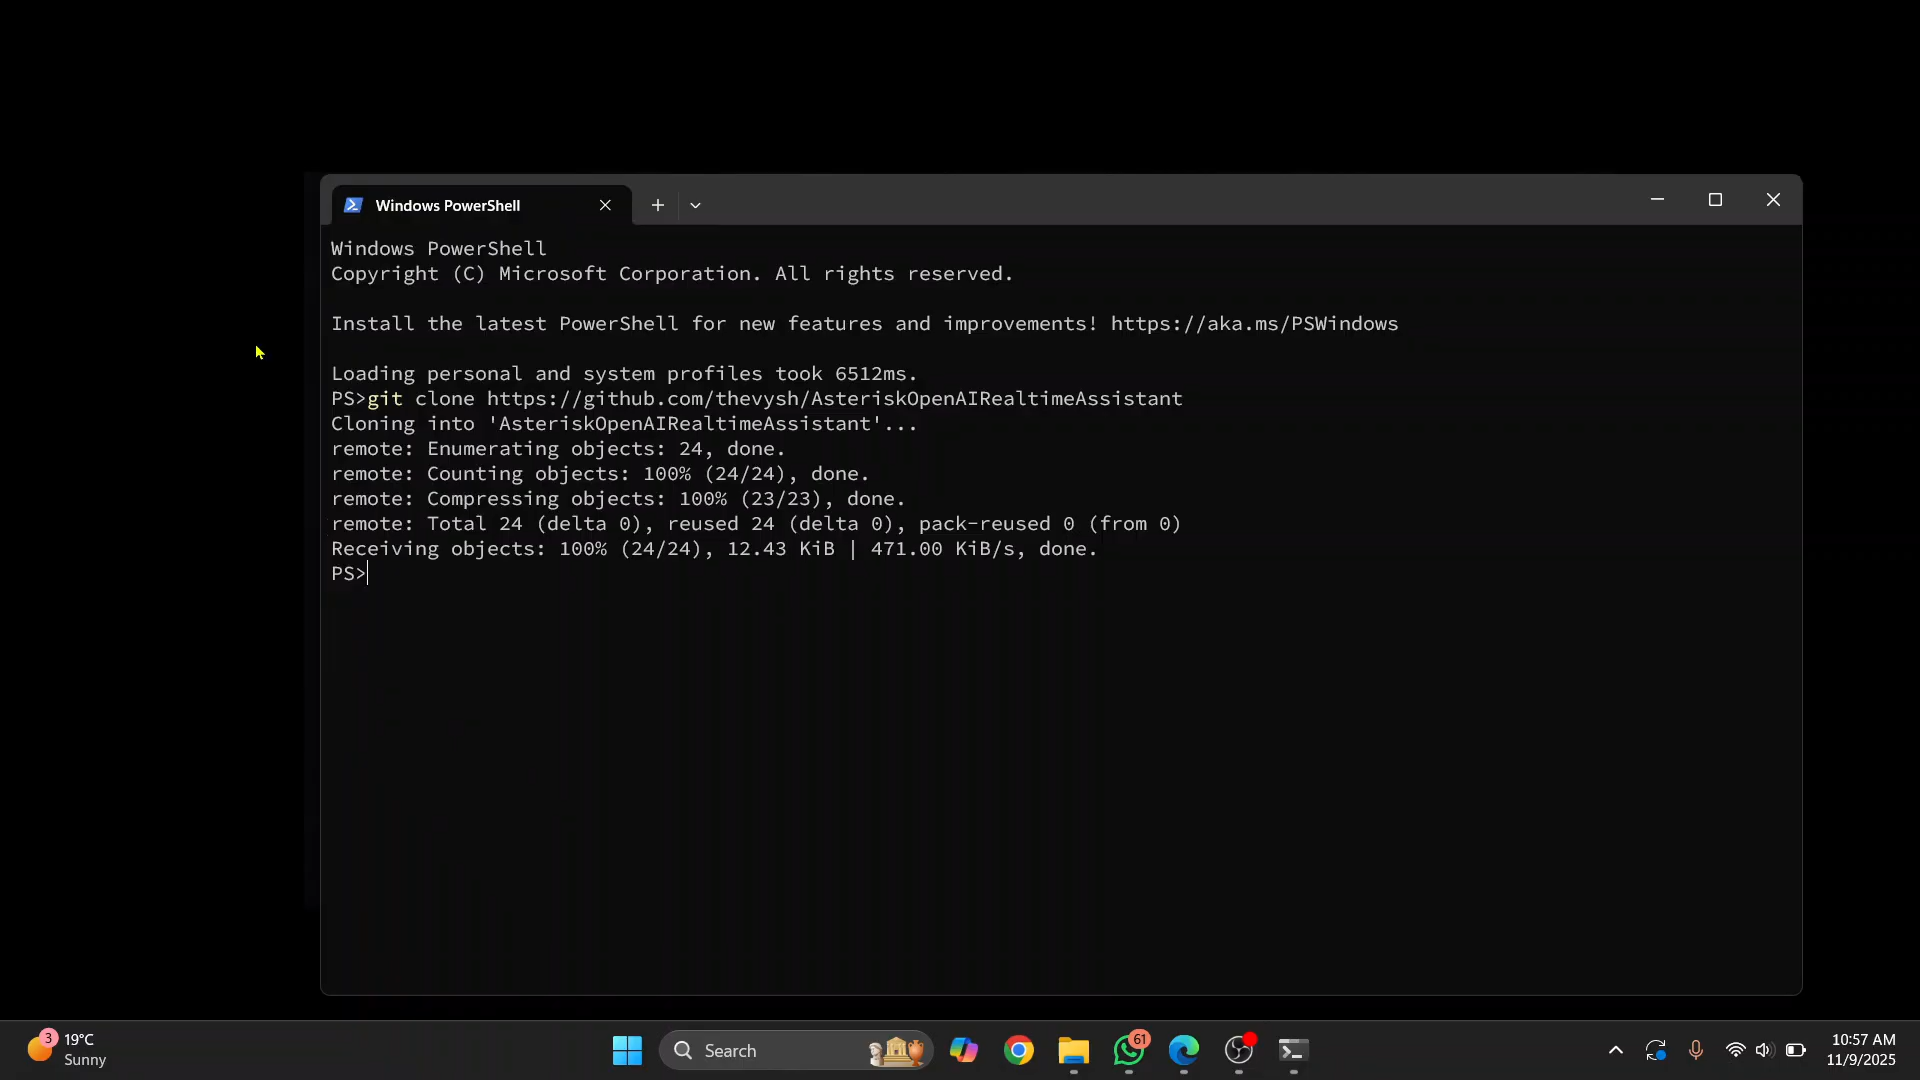 Windows PowerShell
Windows PowerShell
Copyright (C) Microsoft Corporation. All rights reserved.
Install the latest PowerShell for new features and improvements! https://aka.ms/PSWindows
Loading personal and system profiles took 6512ms.
PS>git clone https://github.com/thevysh/AsteriskOpenAIRealtimeAssistant
Cloning into 'AsteriskOpenAIRealtimeAssistant'...
remote: Enumerating objects: 24, done.
remote: Counting objects: 100% (24/24), done.
remote: Compressing objects: 100% (23/23), done.
remote: Total 24 (delta 0), reused 24 (delta 0), pack-reused 0 (from 0)
Receiving objects: 100% (24/24), 12.43 KiB | 471.00 KiB/s, done.
PS>
3
19°C
Sunny
Search
61
10:57 AM
11/9/2025